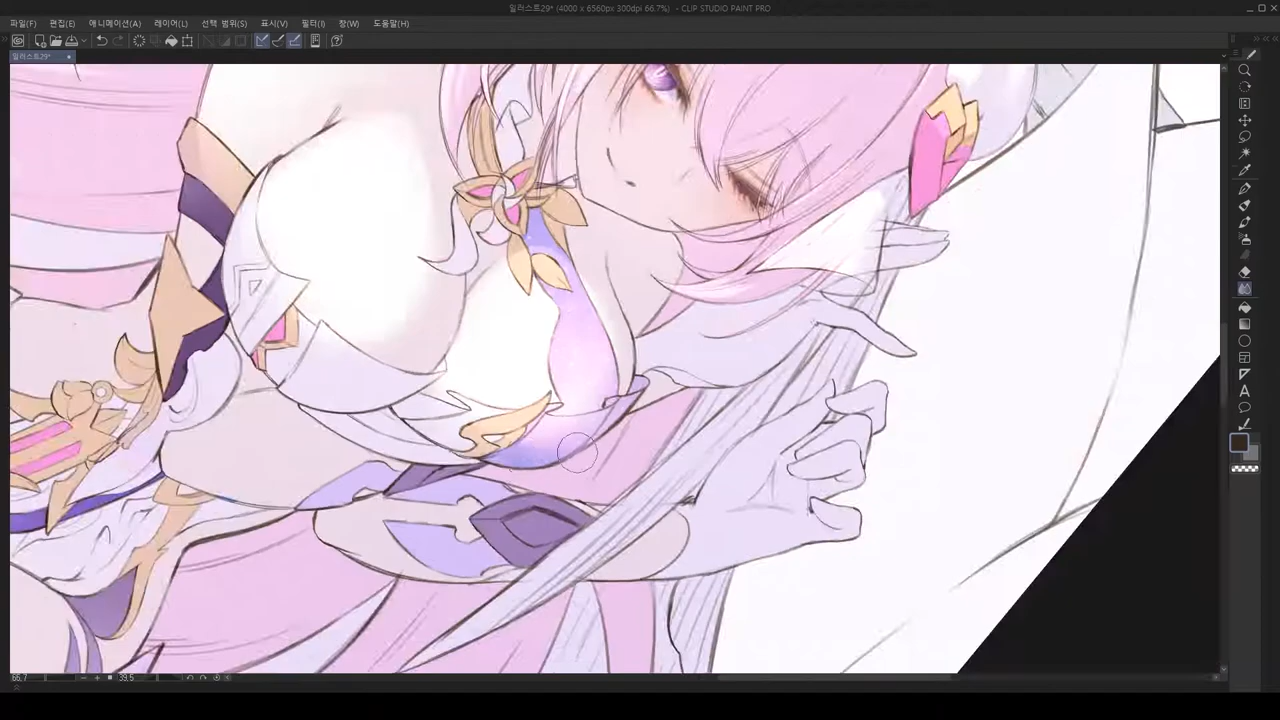 일러스트29* (4000 x 6560px 300dpi 66.7%) - CLIP STUDIO PAINT PRO
파일(F) 편집(E) 애니메이션(A) 레이어(L) 선택 범위(S) 표시(V) 필터(I) 창(W) 도움말(H)
일러스트29*
66.7 39.5